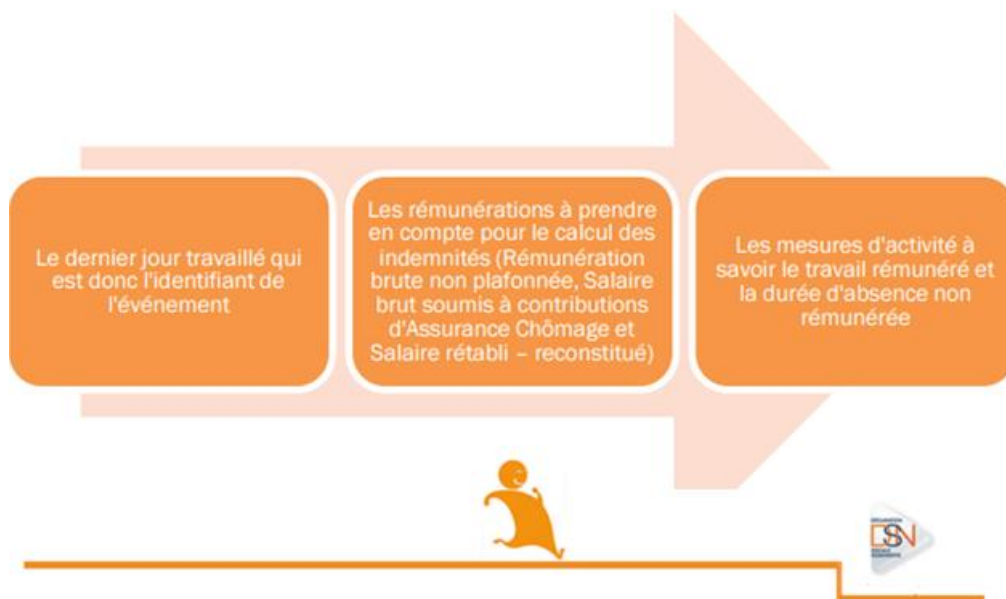 Le dernier jour travaillé qui
est donc l'identifiant de
l'événement
Les rémunérations à prendre
en compte pour le calcul des
indemnités (Rémunération
brute non plafonnée, Salaire
brut soumis à contributions
d'Assurance Chômage et
Salaire rétabli – reconstitué)
Les mesures d'activité à
savoir le travail rémunéré et
la durée d'absence non
rémunérée
DSN